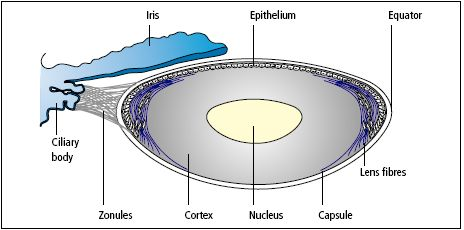 Iris
Epithelium
Equator
Ciliary
body
Lens fibres
Zonules
Cortex
Nucleus
Capsule